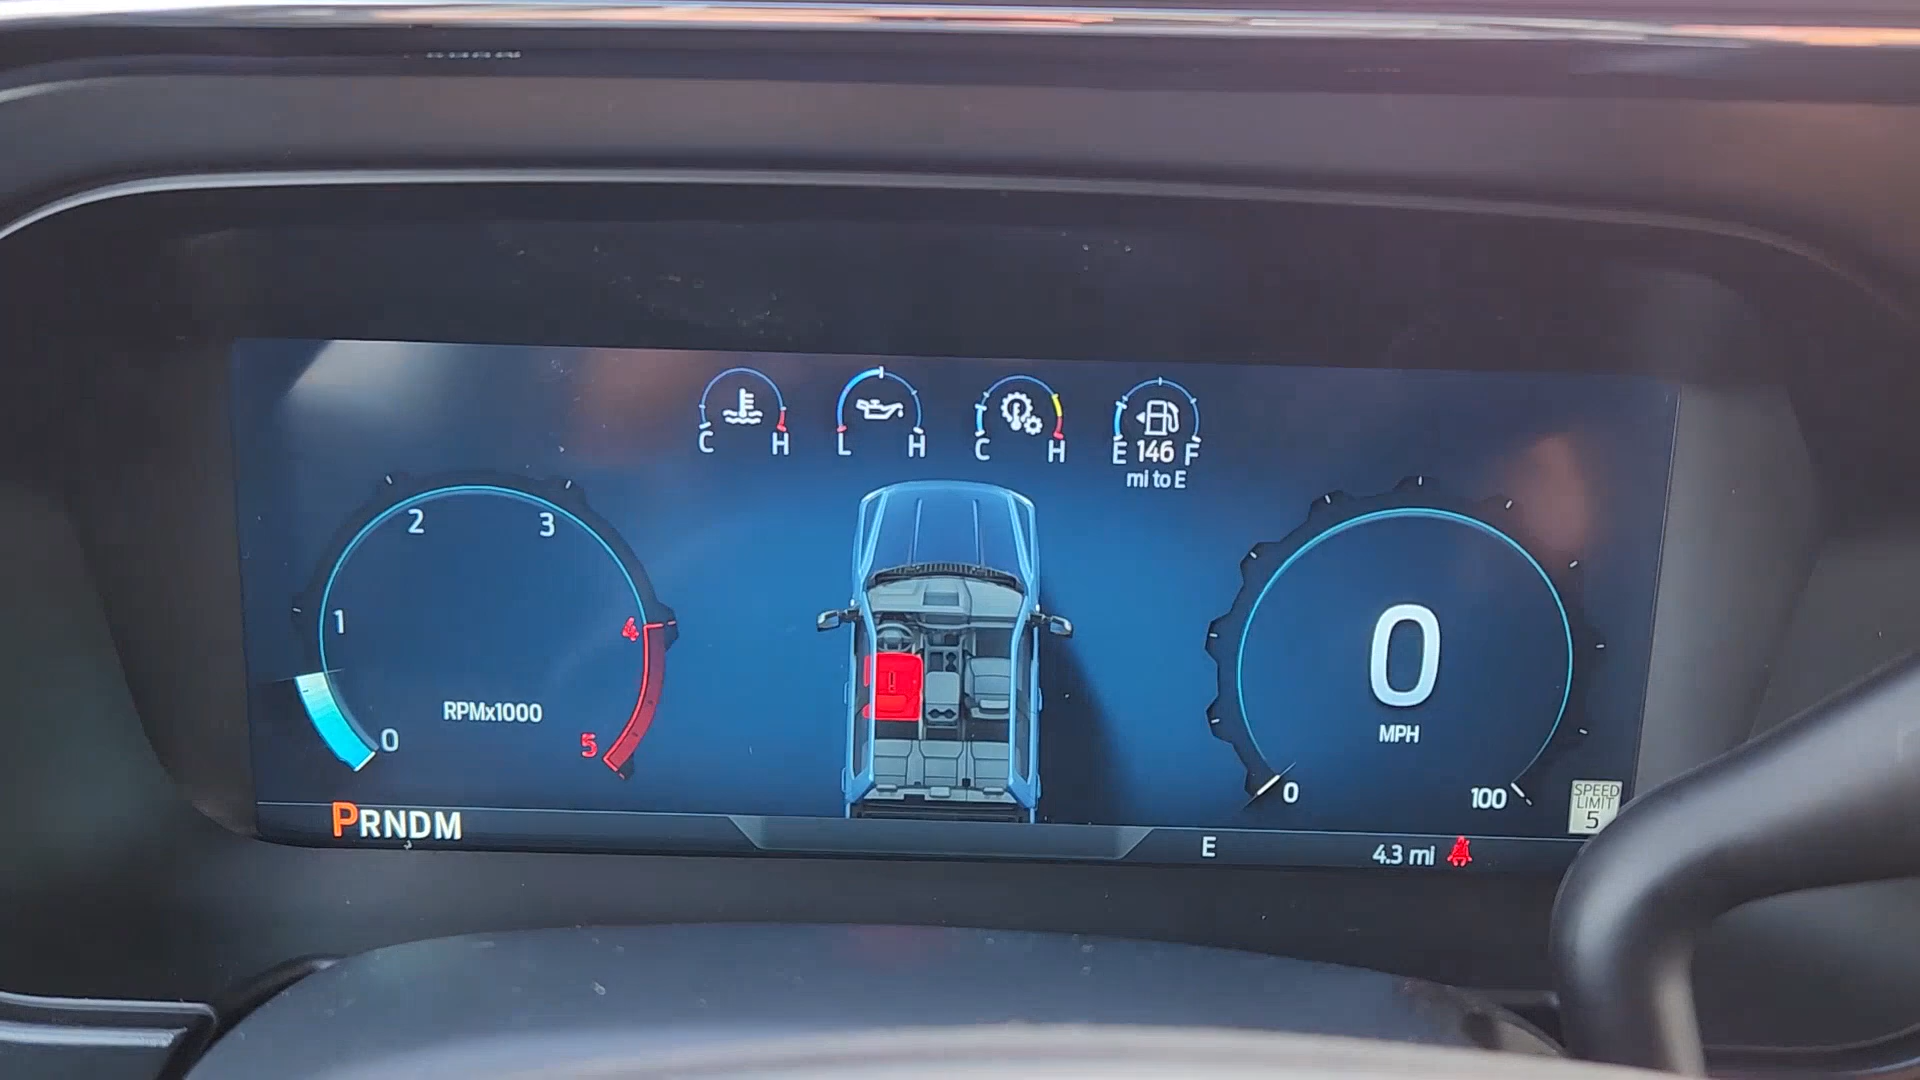 C H
L H
C H
E 146 F
mi to E
1
2
3
4
5
0
RPMx1000
0
MPH
0
100
SPEED
LIMIT
5
PRNDM
E
4.3 mi